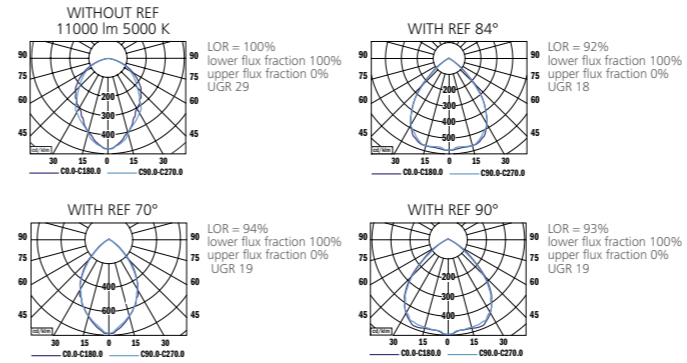 WITHOUT REF
11000 lm 5000 K
90
75
60
45
200
300
400
90
75
60
45
cd/klm
30 15 0 15 30
C0.0-C180.0 C90.0-C270.0
LOR = 100%
lower flux fraction 100%
upper flux fraction 0%
UGR 29
WITH REF 84°
90
75
60
45
200
300
400
500
90
75
60
45
cd/klm
30 15 0 15 30
C0.0-C180.0 C90.0-C270.0
LOR = 92%
lower flux fraction 100%
upper flux fraction 0%
UGR 18
WITH REF 70°
90
75
60
45
400
600
90
75
60
45
cd/klm
30 15 0 15 30
C0.0-C180.0 C90.0-C270.0
LOR = 94%
lower flux fraction 100%
upper flux fraction 0%
UGR 19
WITH REF 90°
90
75
60
45
200
300
400
90
75
60
45
cd/klm
30 15 0 15 30
C0.0-C180.0 C90.0-C270.0
LOR = 93%
lower flux fraction 100%
upper flux fraction 0%
UGR 19